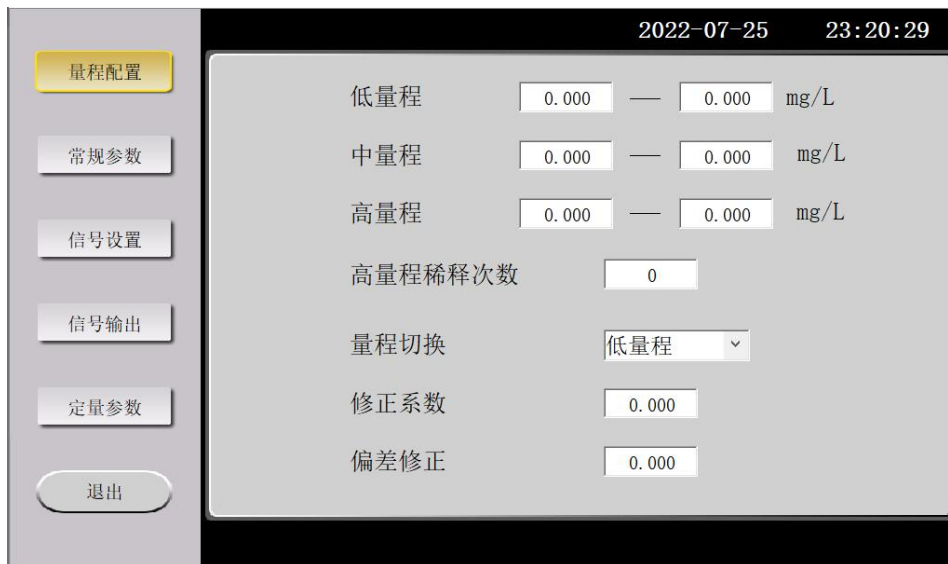 2022-07-25 23:20:29
量程配置
常规参数
信号设置
信号输出
定量参数
退出
低量程 0.000 — 0.000 mg/L
中量程 0.000 — 0.000 mg/L
高量程 0.000 — 0.000 mg/L
高量程稀释次数 0
量程切换 低量程
修正系数 0.000
偏差修正 0.000